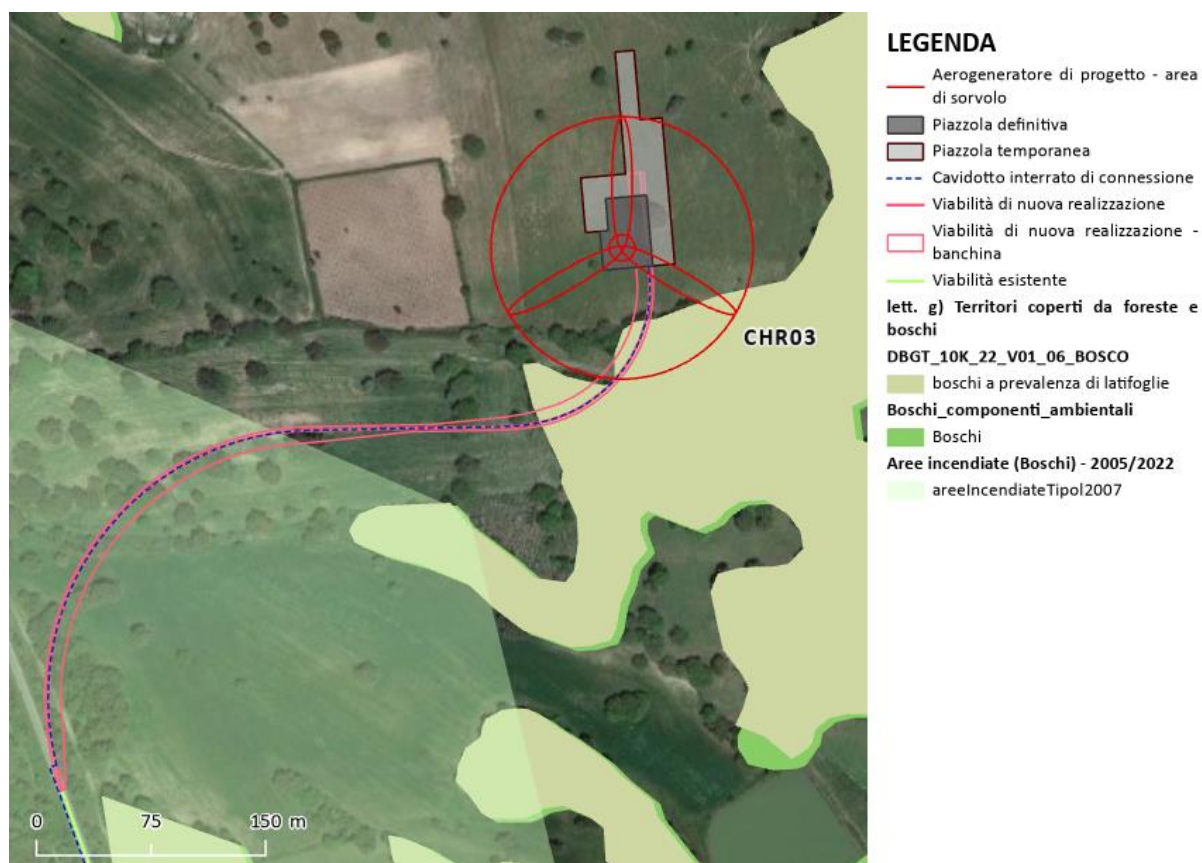 LEGENDA
Aerogeneratore di progetto - area
di sorvolo
Piazzola definitiva
Piazzola temporanea
Cavidotto interrato di connessione
Viabilità di nuova realizzazione
Viabilità di nuova realizzazione -
banchina
Viabilità esistente
lett. g) Territori coperti da foreste e
boschi
DBGT_10K_22_V01_06_BOSCO
boschi a prevalenza di latifoglie
Boschi_componenti_ambientali
Boschi
Aree incendiate (Boschi) - 2005/2022
areeIncendiateTipol2007
CHR03
0 75 150 m